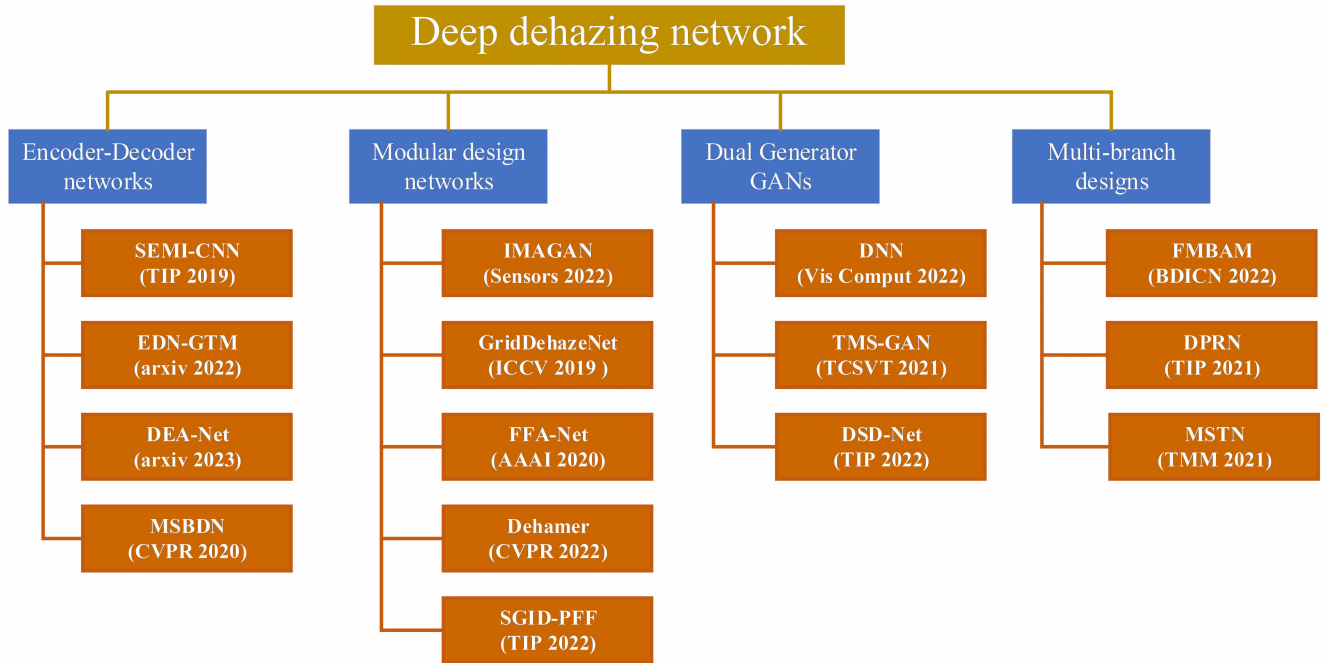 Deep dehazing network
Encoder-Decoder
networks
SEMI-CNN
(TIP 2019)
EDN-GTM
(arxiv 2022)
DEA-Net
(arxiv 2023)
MSBDN
(CVPR 2020)
Modular design
networks
IMAGAN
(Sensors 2022)
GridDehazeNet
(ICCV 2019 )
FFA-Net
(AAAI 2020)
Dehamer
(CVPR 2022)
SGID-PFF
(TIP 2022)
Dual Generator
GANs
DNN
(Vis Comput 2022)
TMS-GAN
(TCSVT 2021)
DSD-Net
(TIP 2022)
Multi-branch
designs
FMBAM
(BDICN 2022)
DPRN
(TIP 2021)
MSTN
(TMM 2021)